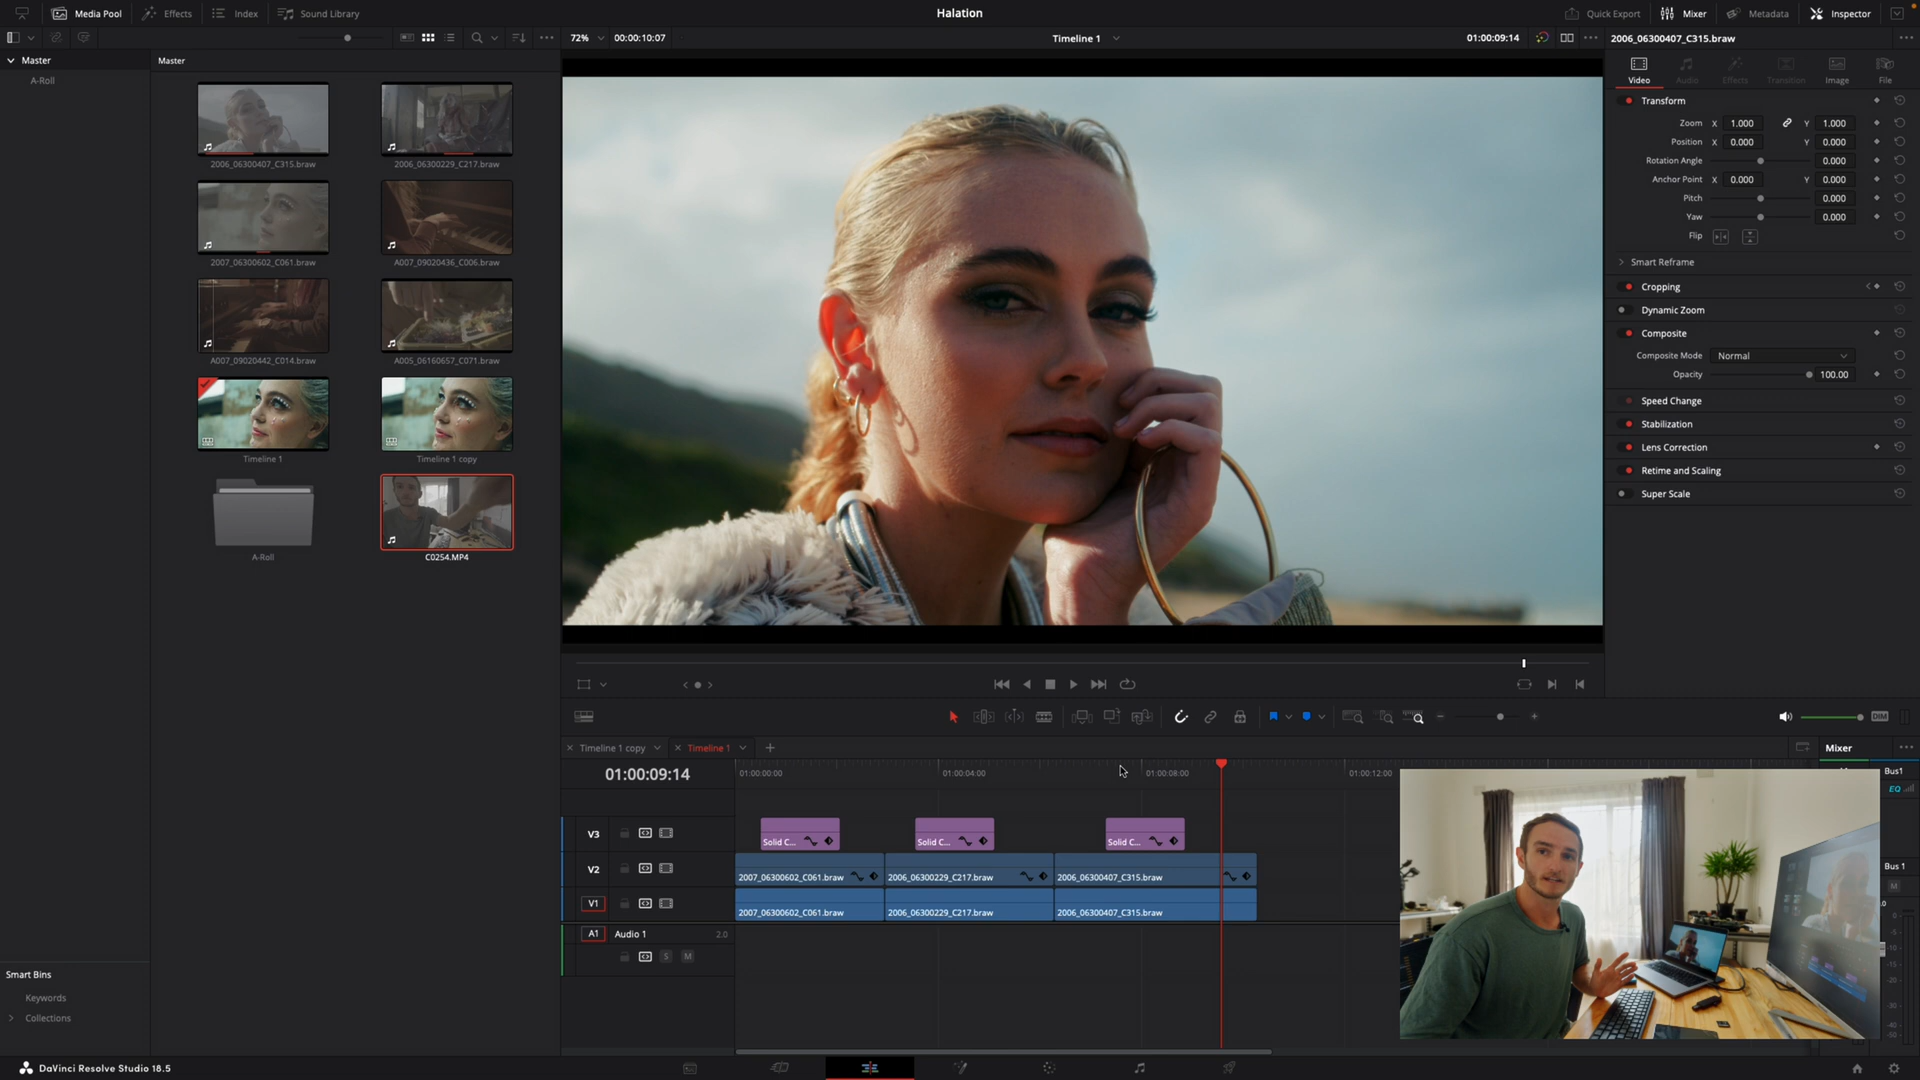 Media Pool Effects Index Sound Library Halation Quick Export Mixer Metadata Inspector
72% 00:00:10:07 Timeline 1 01:00:09:14 2006_06300407_C315.braw
Master
A-Roll
Master
2006_06300407_C315.braw 2006_06300229_C217.braw
2007_06300602_C061.braw A007_09020436_C006.braw
A007_09020442_C014.braw A005_06160657_C071.braw
Timeline 1 Timeline 1 copy
A-Roll C0254.MP4
Smart Bins
Keywords
Collections
Video Audio Effects Transition Image File
Transform
Zoom X 1.000 Y 1.000
Position X 0.000 Y 0.000
Rotation Angle 0.000
Anchor Point X 0.000 Y 0.000
Pitch 0.000
Yaw 0.000
Flip
Smart Reframe
Cropping
Dynamic Zoom
Composite
Composite Mode Normal
Opacity 100.00
Speed Change
Stabilization
Lens Correction
Retime and Scaling
Super Scale
DIM
Timeline 1 copy Timeline 1 Mixer
01:00:09:14 01:00:00:00 01:00:04:00 01:00:08:00 01:00:12:00
Bus1
EQ
V3 Solid C... Solid C... Solid C...
V2 2007_06300602_C061.braw 2006_06300229_C217.braw 2006_06300407_C315.braw
V1 2007_06300602_C061.braw 2006_06300229_C217.braw 2006_06300407_C315.braw
A1 Audio 1 2.0
S M
Bus 1
M
DaVinci Resolve Studio 18.5